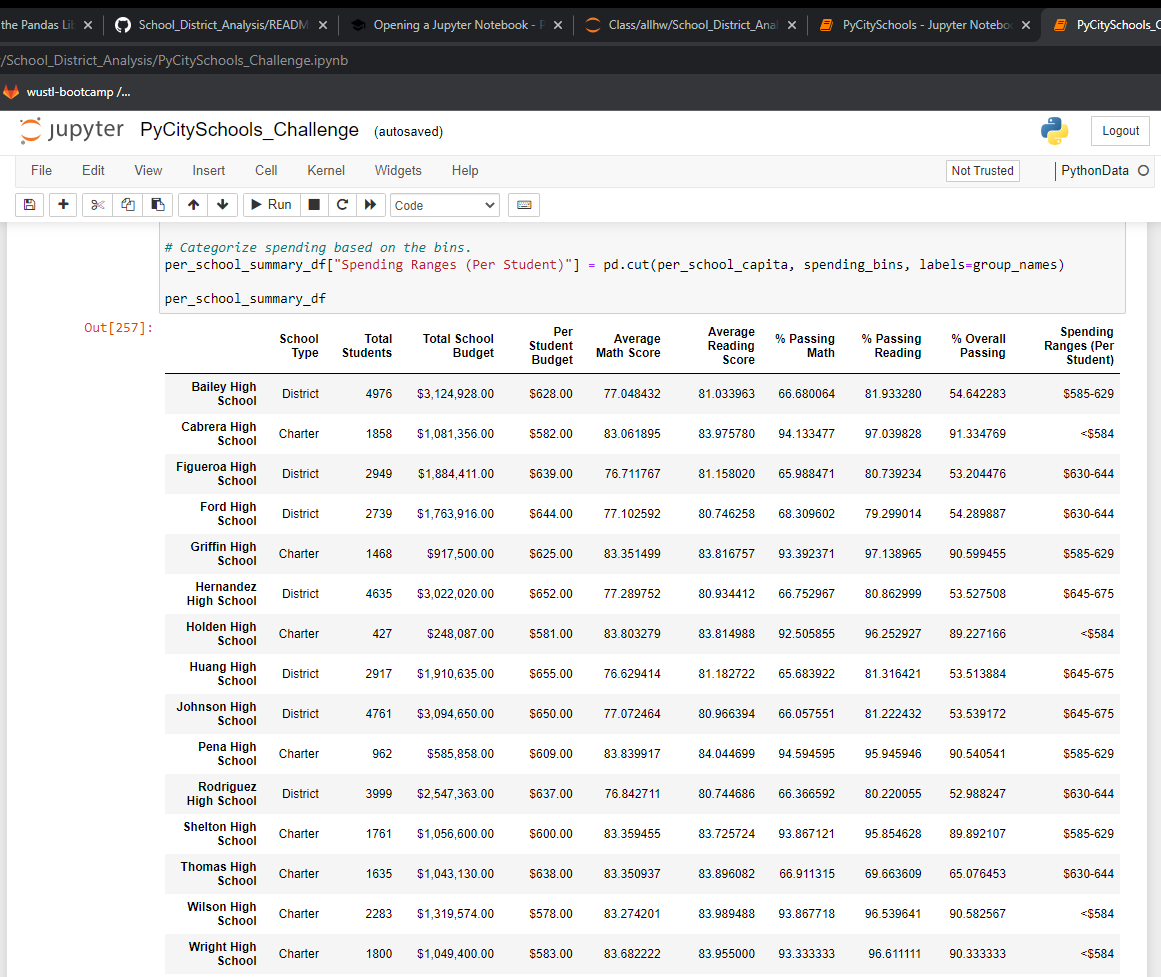 the Pandas Li
School_District_Analysis/READM
Opening a Jupyter Notebook -
Class/allhw/School_District_Anal
PyCitySchools - Jupyter Notebo
PyCitySchools_C
/School_District_Analysis/PyCitySchools_Challenge.ipynb
wustl-bootcamp /...
jupyter PyCitySchools_Challenge (autosaved)
Logout
File Edit View Insert Cell Kernel Widgets Help
Not Trusted
PythonData
Run
Code
# Categorize spending based on the bins.
per_school_summary_df["Spending Ranges (Per Student)"] = pd.cut(per_school_capita, spending_bins, labels=group_names)
per_school_summary_df
Out[257]:
School Type Total Students Total School Budget Per Student Budget Average Math Score Average Reading Score % Passing Math % Passing Reading % Overall Passing Spending Ranges (Per Student)
Bailey High School District 4976 $3,124,928.00 $628.00 77.048432 81.033963 66.680064 81.933280 54.642283 $585-629
Cabrera High School Charter 1858 $1,081,356.00 $582.00 83.061895 83.975780 94.133477 97.039828 91.334769 <$584
Figueroa High School District 2949 $1,884,411.00 $639.00 76.711767 81.158020 65.988471 80.739234 53.204476 $630-644
Ford High School District 2739 $1,763,916.00 $644.00 77.102592 80.746258 68.309602 79.299014 54.289887 $630-644
Griffin High School Charter 1468 $917,500.00 $625.00 83.351499 83.816757 93.392371 97.138965 90.599455 $585-629
Hernandez High School District 4635 $3,022,020.00 $652.00 77.289752 80.934412 66.752967 80.862999 53.527508 $645-675
Holden High School Charter 427 $248,087.00 $581.00 83.803279 83.814988 92.505855 96.252927 89.227166 <$584
Huang High School District 2917 $1,910,635.00 $655.00 76.629414 81.182722 65.683922 81.316421 53.513884 $645-675
Johnson High School District 4761 $3,094,650.00 $650.00 77.072464 80.966394 66.057551 81.222432 53.539172 $645-675
Pena High School Charter 962 $585,858.00 $609.00 83.839917 84.044699 94.594595 95.945946 90.540541 $585-629
Rodriguez High School District 3999 $2,547,363.00 $637.00 76.842711 80.744686 66.366592 80.220055 52.988247 $630-644
Shelton High School Charter 1761 $1,056,600.00 $600.00 83.359455 83.725724 93.867121 95.854628 89.892107 $585-629
Thomas High School Charter 1635 $1,043,130.00 $638.00 83.350937 83.896082 66.911315 69.663609 65.076453 $630-644
Wilson High School Charter 2283 $1,319,574.00 $578.00 83.274201 83.989488 93.867718 96.539641 90.582567 <$584
Wright High School Charter 1800 $1,049,400.00 $583.00 83.682222 83.955000 93.333333 96.611111 90.333333 <$584